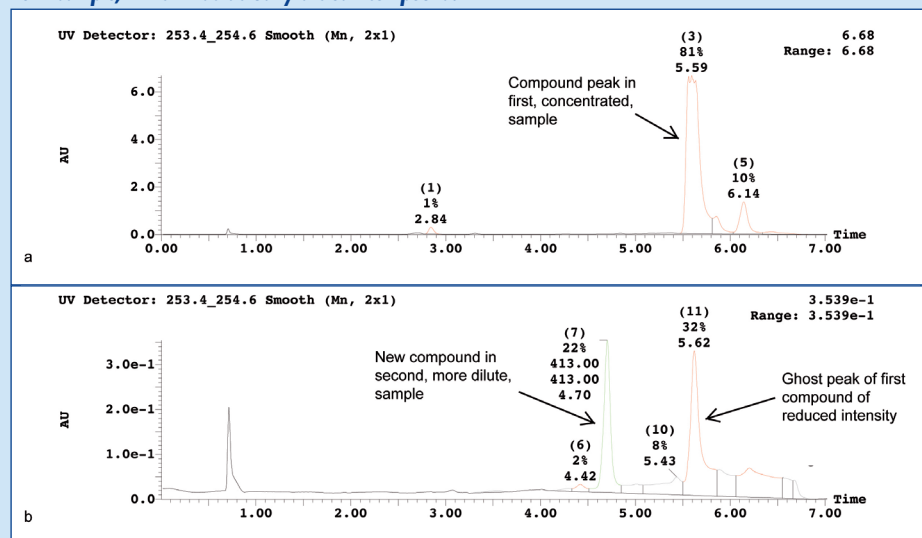 UV Detector: 253.4_254.6 Smooth (Mn, 2x1)
6.68
Range: 6.68
(3)
81%
5.59
Compound peak in
first, concentrated,
sample
(5)
10%
6.14
(1)
1%
2.84
AU
6.0
4.0
2.0
0.0
0.00 1.00 2.00 3.00 4.00 5.00 6.00 7.00 Time
a
UV Detector: 253.4_254.6 Smooth (Mn, 2x1)
3.539e-1
Range: 3.539e-1
(11)
32%
5.62
(7)
22%
413.00
413.00
4.70
New compound in
second, more dilute,
sample
Ghost peak of first
compound of
reduced intensity
(10)
8%
5.43
(6)
2%
4.42
AU
3.0e-1
2.0e-1
1.0e-1
0.0
1.00 2.00 3.00 4.00 5.00 6.00 7.00 Time
b